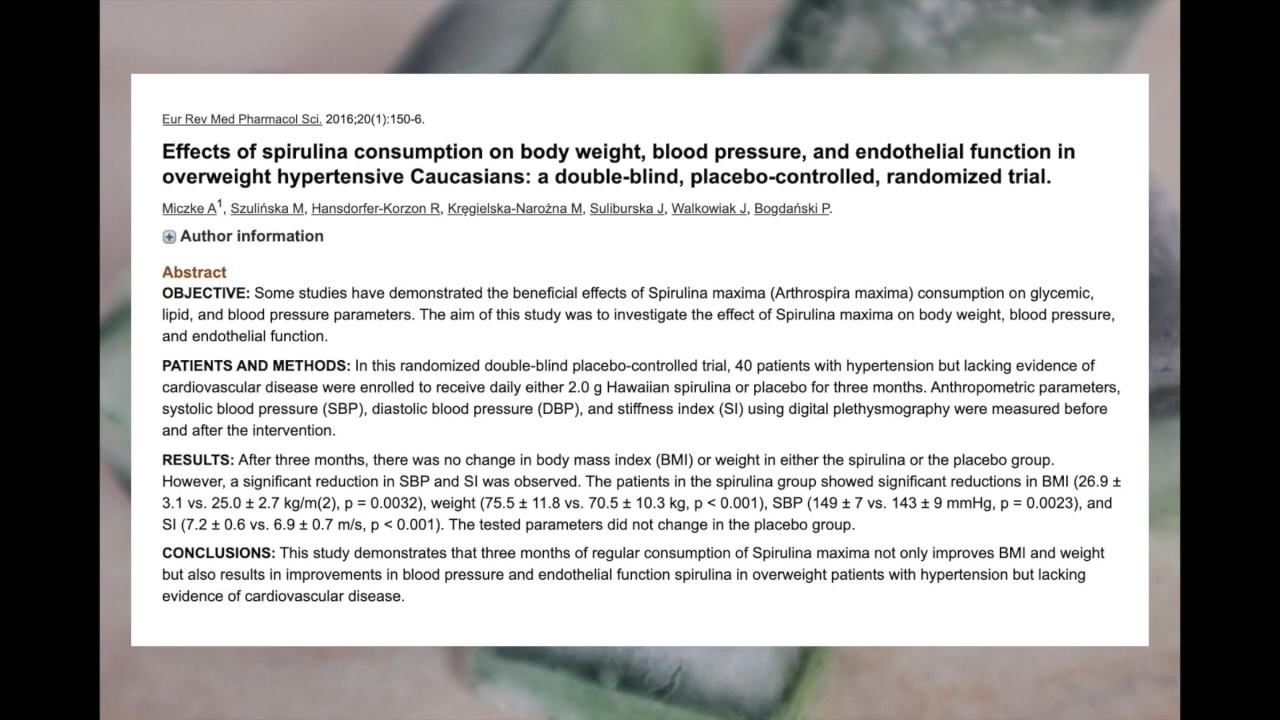 Eur Rev Med Pharmacol Sci. 2016;20(1):150-6.
Effects of spirulina consumption on body weight, blood pressure, and endothelial function in
overweight hypertensive Caucasians: a double-blind, placebo-controlled, randomized trial.
Miczke A1, Szulińska M, Hansdorfer-Korzon R, Kręgielska-Narożna M, Suliburska J, Walkowiak J, Bogdański P.
Author information
Abstract
OBJECTIVE: Some studies have demonstrated the beneficial effects of Spirulina maxima (Arthrospira maxima) consumption on glycemic,
lipid, and blood pressure parameters. The aim of this study was to investigate the effect of Spirulina maxima on body weight, blood pressure,
and endothelial function.
PATIENTS AND METHODS: In this randomized double-blind placebo-controlled trial, 40 patients with hypertension but lacking evidence of
cardiovascular disease were enrolled to receive daily either 2.0 g Hawaiian spirulina or placebo for three months. Anthropometric parameters,
systolic blood pressure (SBP), diastolic blood pressure (DBP), and stiffness index (SI) using digital plethysmography were measured before
and after the intervention.
RESULTS: After three months, there was no change in body mass index (BMI) or weight in either the spirulina or the placebo group.
However, a significant reduction in SBP and SI was observed. The patients in the spirulina group showed significant reductions in BMI (26.9 ±
3.1 vs. 25.0 ± 2.7 kg/m(2), p = 0.0032), weight (75.5 ± 11.8 vs. 70.5 ± 10.3 kg, p < 0.001), SBP (149 ± 7 vs. 143 ± 9 mmHg, p = 0.0023), and
SI (7.2 ± 0.6 vs. 6.9 ± 0.7 m/s, p < 0.001). The tested parameters did not change in the placebo group.
CONCLUSIONS: This study demonstrates that three months of regular consumption of Spirulina maxima not only improves BMI and weight
but also results in improvements in blood pressure and endothelial function spirulina in overweight patients with hypertension but lacking
evidence of cardiovascular disease.